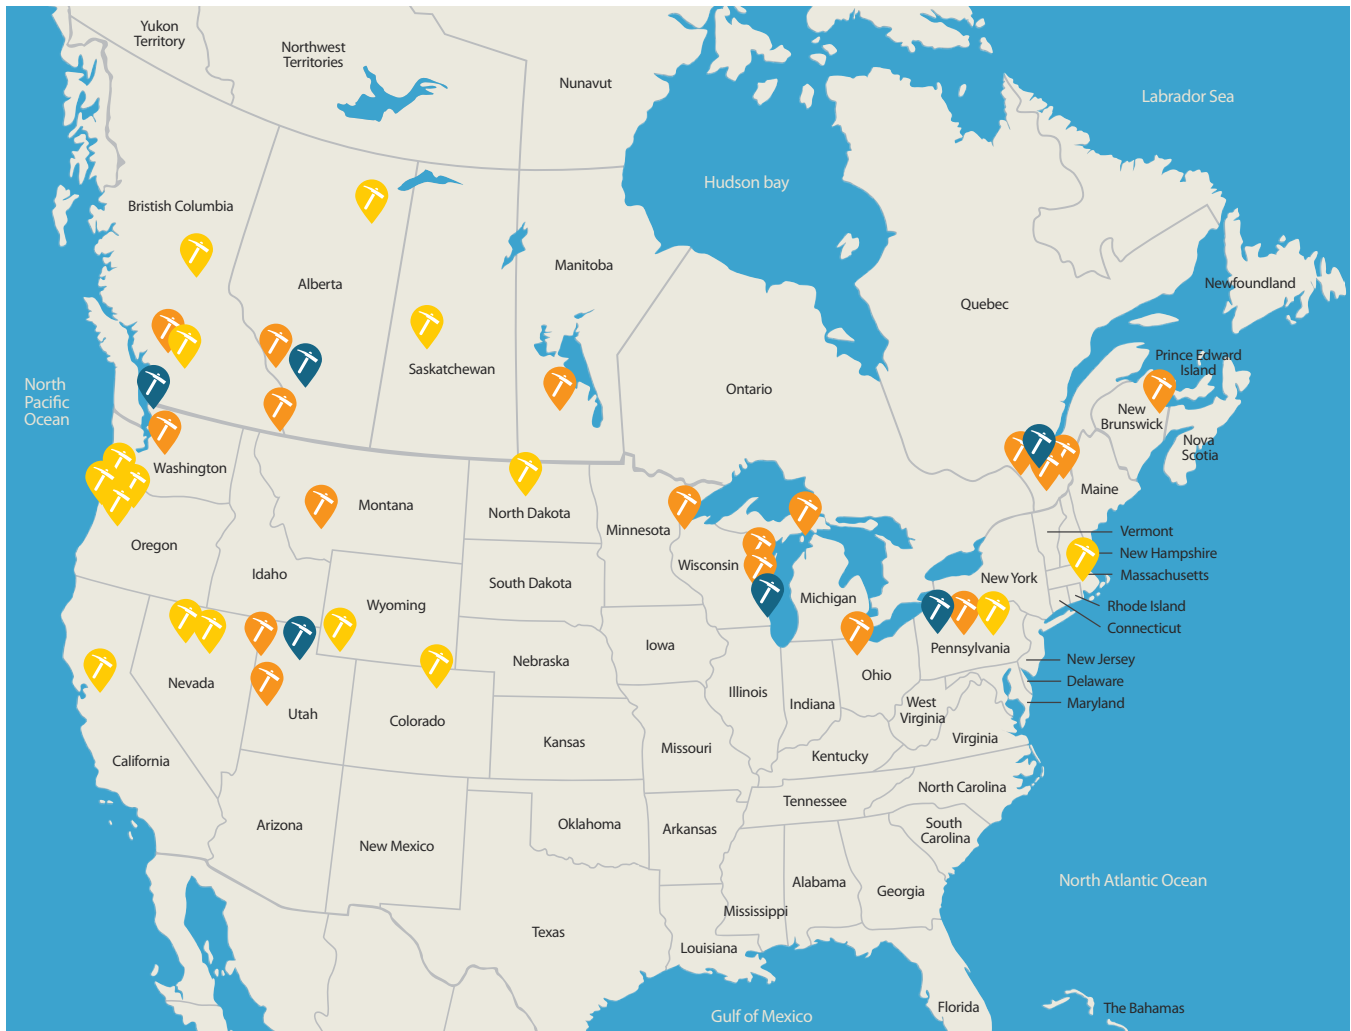 Yukon
Territory
Northwest
Territories
Nunavut
Labrador Sea
Hudson bay
Bristish Columbia
Alberta
Manitoba
Newfoundland
Quebec
Prince Edward
Island
Saskatchewan
Ontario
North
Pacific
Ocean
New
Brunswick
Nova
Scotia
Washington
Maine
Montana
North Dakota
Minnesota
Vermont
Oregon
New Hampshire
Wisconsin
Idaho
South Dakota
New York
Massachusetts
Michigan
Wyoming
Rhode Island
Connecticut
Iowa
Pennsylvania
Nebraska
New Jersey
Ohio
Nevada
Delaware
Illinois
Indiana
West
Virginia
Maryland
Utah
Colorado
Kansas
Missouri
Virginia
Kentucky
California
North Carolina
Tennessee
Arizona
Oklahoma
Arkansas
South
Carolina
New Mexico
Alabama
Georgia
North Atlantic Ocean
Mississippi
Texas
Louisiana
Florida
The Bahamas
Gulf of Mexico